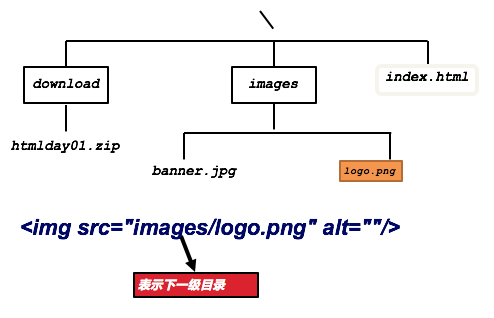 \
download
images
index.html
htmlday01.zip
banner.jpg
logo.png
<img src="images/logo.png" alt=""/>
表示下一级目录